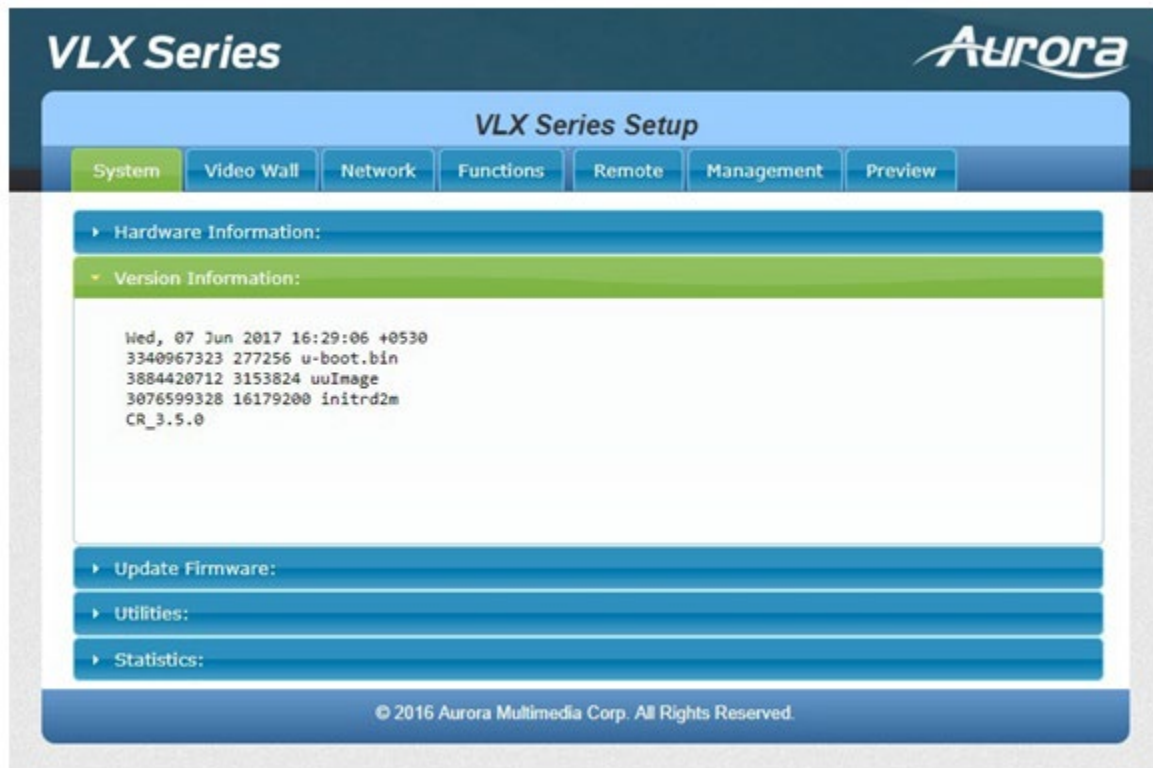 VLX Series
Aurora
VLX Series Setup
System Video Wall Network Functions Remote Management Preview
Hardware Information:
Version Information:
Wed, 07 Jun 2017 16:29:06 +0530
3340967323 277256 u-boot.bin
3884420712 3153824 uuImage
3076599328 16179200 initrd2m
CR_3.5.0
Update Firmware:
Utilities:
Statistics:
© 2016 Aurora Multimedia Corp. All Rights Reserved.